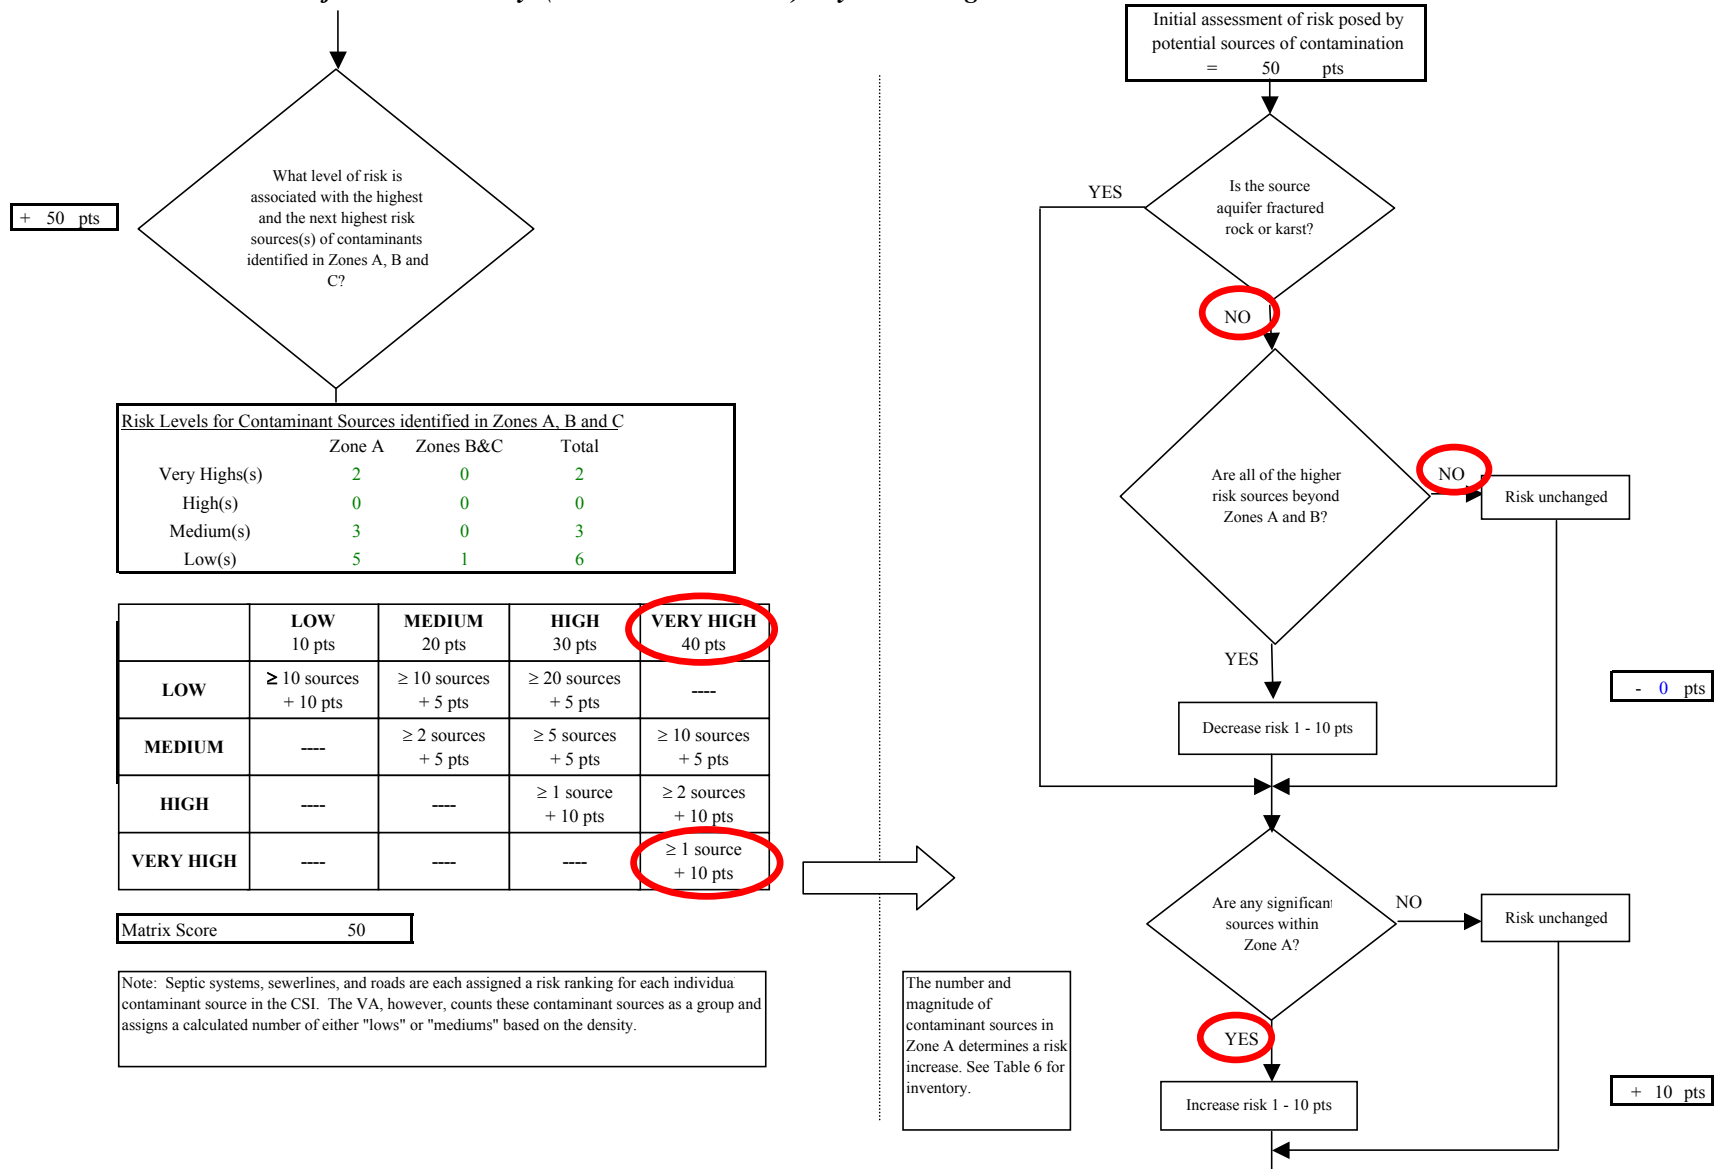 What level of risk is
associated with the highest
and the next highest risk
sources(s) of contaminants
identified in Zones A, B and
C?
+ 50 pts
Risk Levels for Contaminant Sources identified in Zones A, B and C
Zone A Zones B&C Total
Very Highs(s) 2 0 2
High(s) 0 0 0
Medium(s) 3 0 3
Low(s) 5 1 6
LOW MEDIUM HIGH VERY HIGH
10 pts 20 pts 30 pts 40 pts
LOW ≥ 10 sources ≥ 10 sources ≥ 20 sources ----
+ 10 pts + 5 pts + 5 pts
MEDIUM ---- ≥ 2 sources ≥ 5 sources ≥ 10 sources
+ 5 pts + 5 pts + 5 pts
HIGH ---- ---- ≥ 1 source ≥ 2 sources
+ 10 pts + 10 pts
VERY HIGH ---- ---- ---- ≥ 1 source
+ 10 pts
Matrix Score 50
Note: Septic systems, sewerlines, and roads are each assigned a risk ranking for each individua
contaminant source in the CSI. The VA, however, counts these contaminant sources as a group and
assigns a calculated number of either "lows" or "mediums" based on the density.
Initial assessment of risk posed by
potential sources of contamination
= 50 pts
Is the source
aquifer fractured
rock or karst?
YES
NO
Are all of the higher
risk sources beyond
Zones A and B?
NO
Risk unchanged
YES
- 0 pts
Decrease risk 1 - 10 pts
Are any significant
sources within
Zone A?
NO
Risk unchanged
The number and
magnitude of
contaminant sources in
Zone A determines a risk
increase. See Table 6 for
inventory.
YES
+ 10 pts
Increase risk 1 - 10 pts